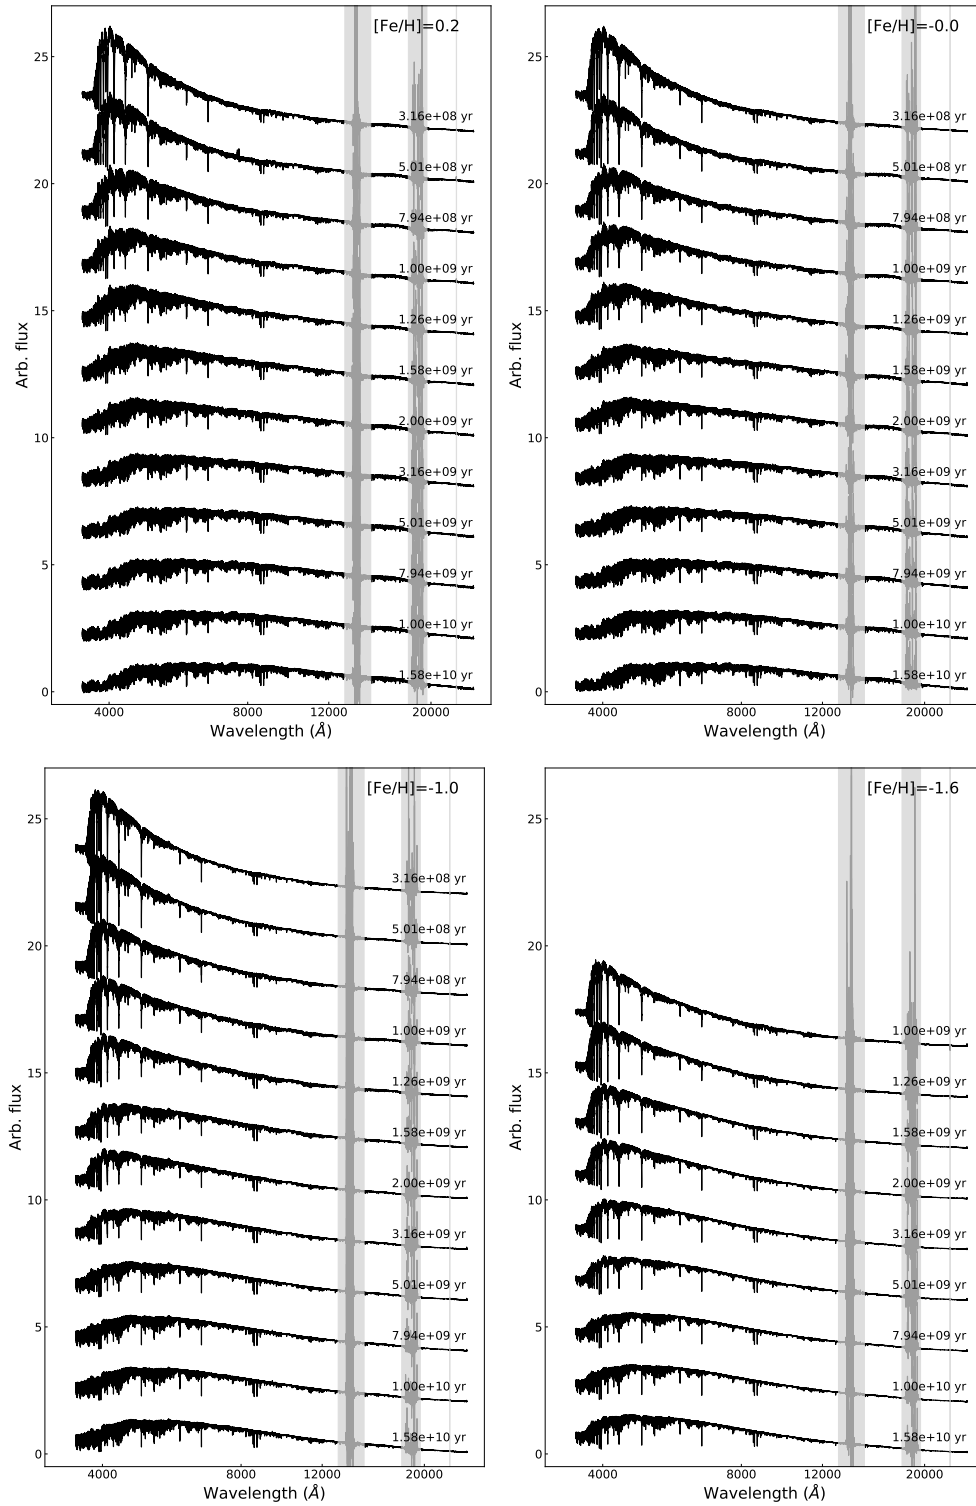 [Fe/H]=0.2
25
20
15
10
5
0
Arb. flux
3.16e+08 yr
5.01e+08 yr
7.94e+08 yr
1.00e+09 yr
1.26e+09 yr
1.58e+09 yr
2.00e+09 yr
3.16e+09 yr
5.01e+09 yr
7.94e+09 yr
1.00e+10 yr
1.58e+10 yr
4000 8000 12000 20000
Wavelength (Å)
[Fe/H]=-0.0
25
20
15
10
5
0
Arb. flux
3.16e+08 yr
5.01e+08 yr
7.94e+08 yr
1.00e+09 yr
1.26e+09 yr
1.58e+09 yr
2.00e+09 yr
3.16e+09 yr
5.01e+09 yr
7.94e+09 yr
1.00e+10 yr
1.58e+10 yr
4000 8000 12000 20000
Wavelength (Å)
[Fe/H]=-1.0
25
20
15
10
5
0
Arb. flux
3.16e+08 yr
5.01e+08 yr
7.94e+08 yr
1.00e+09 yr
1.26e+09 yr
1.58e+09 yr
2.00e+09 yr
3.16e+09 yr
5.01e+09 yr
7.94e+09 yr
1.00e+10 yr
1.58e+10 yr
4000 8000 12000 20000
Wavelength (Å)
[Fe/H]=-1.6
25
20
15
10
5
0
Arb. flux
1.00e+09 yr
1.26e+09 yr
1.58e+09 yr
2.00e+09 yr
3.16e+09 yr
5.01e+09 yr
7.94e+09 yr
1.00e+10 yr
1.58e+10 yr
4000 8000 12000 20000
Wavelength (Å)